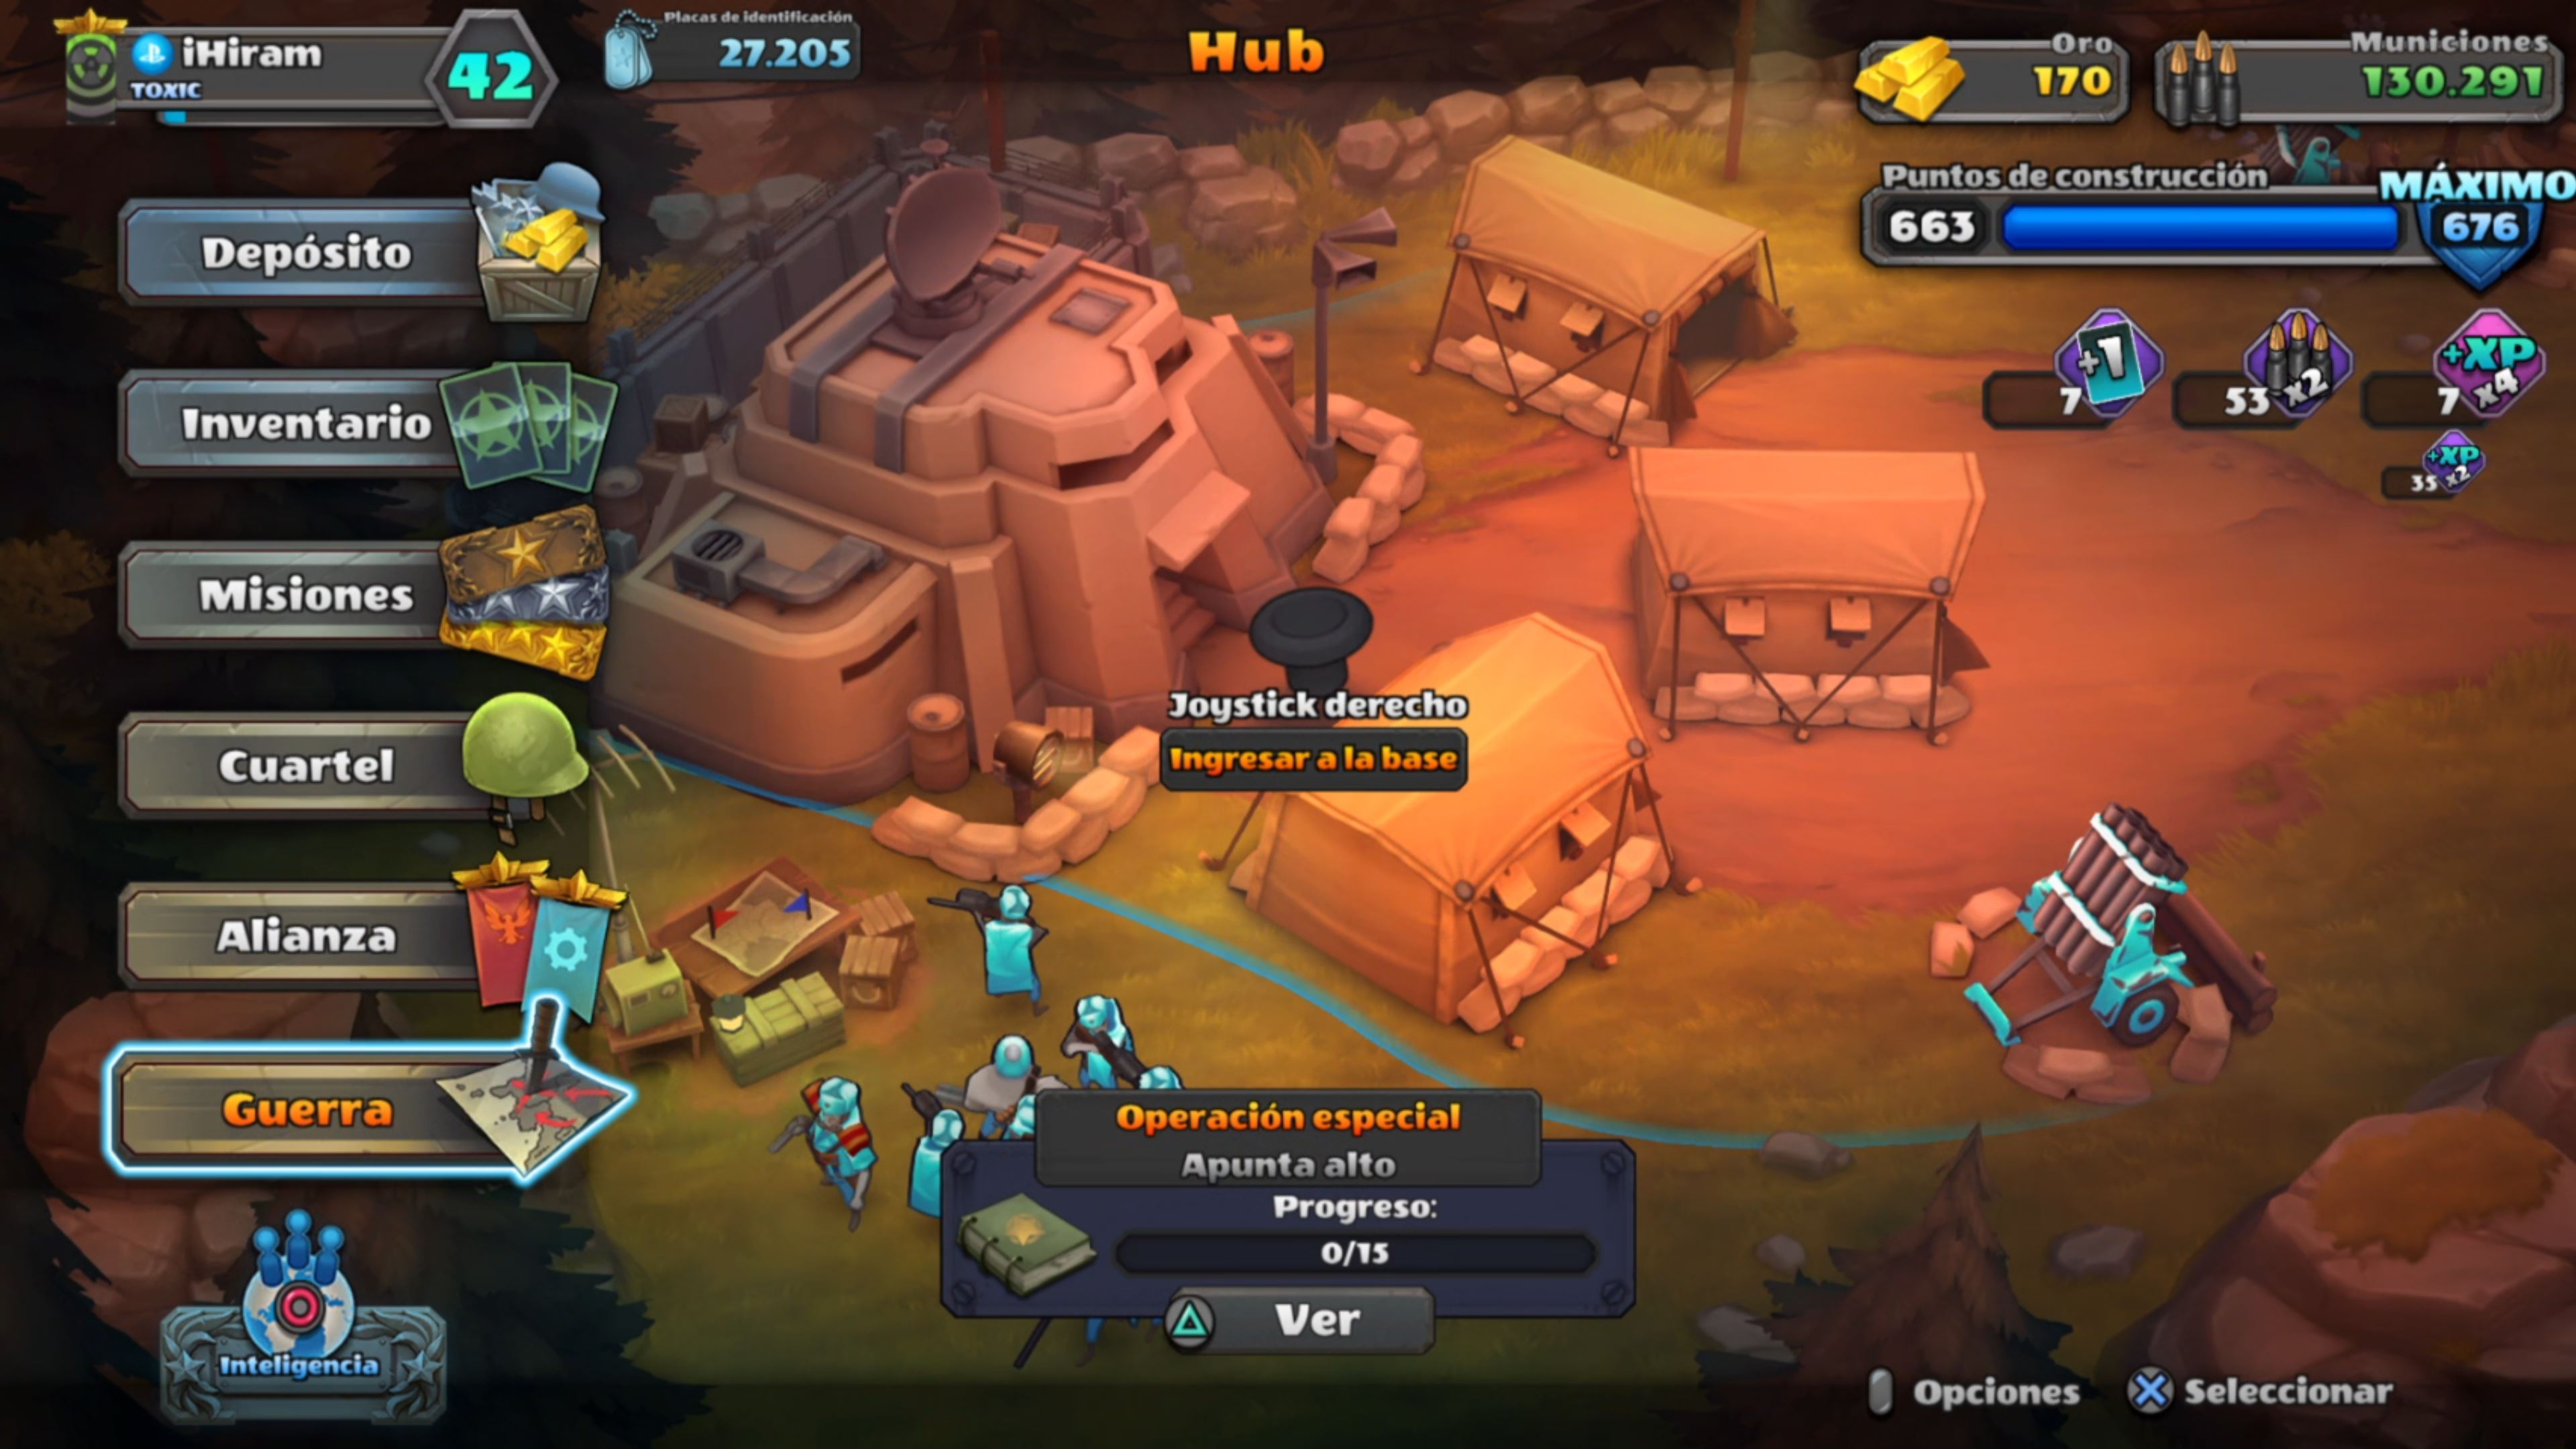 iHiram
TOXIC
42
Placas de identificación
27.205
Hub
Oro
170
Municiones
130.291
Puntos de construcción
663
MÁXIMO
676
+1
7
x2
53
+XP
x4
7
+XP
x2
35
Depósito
Inventario
Misiones
Cuartel
Alianza
Guerra
Inteligencia
Joystick derecho
Ingresar a la base
Operación especial
Apunta alto
Progreso:
0/15
Ver
Opciones
Seleccionar